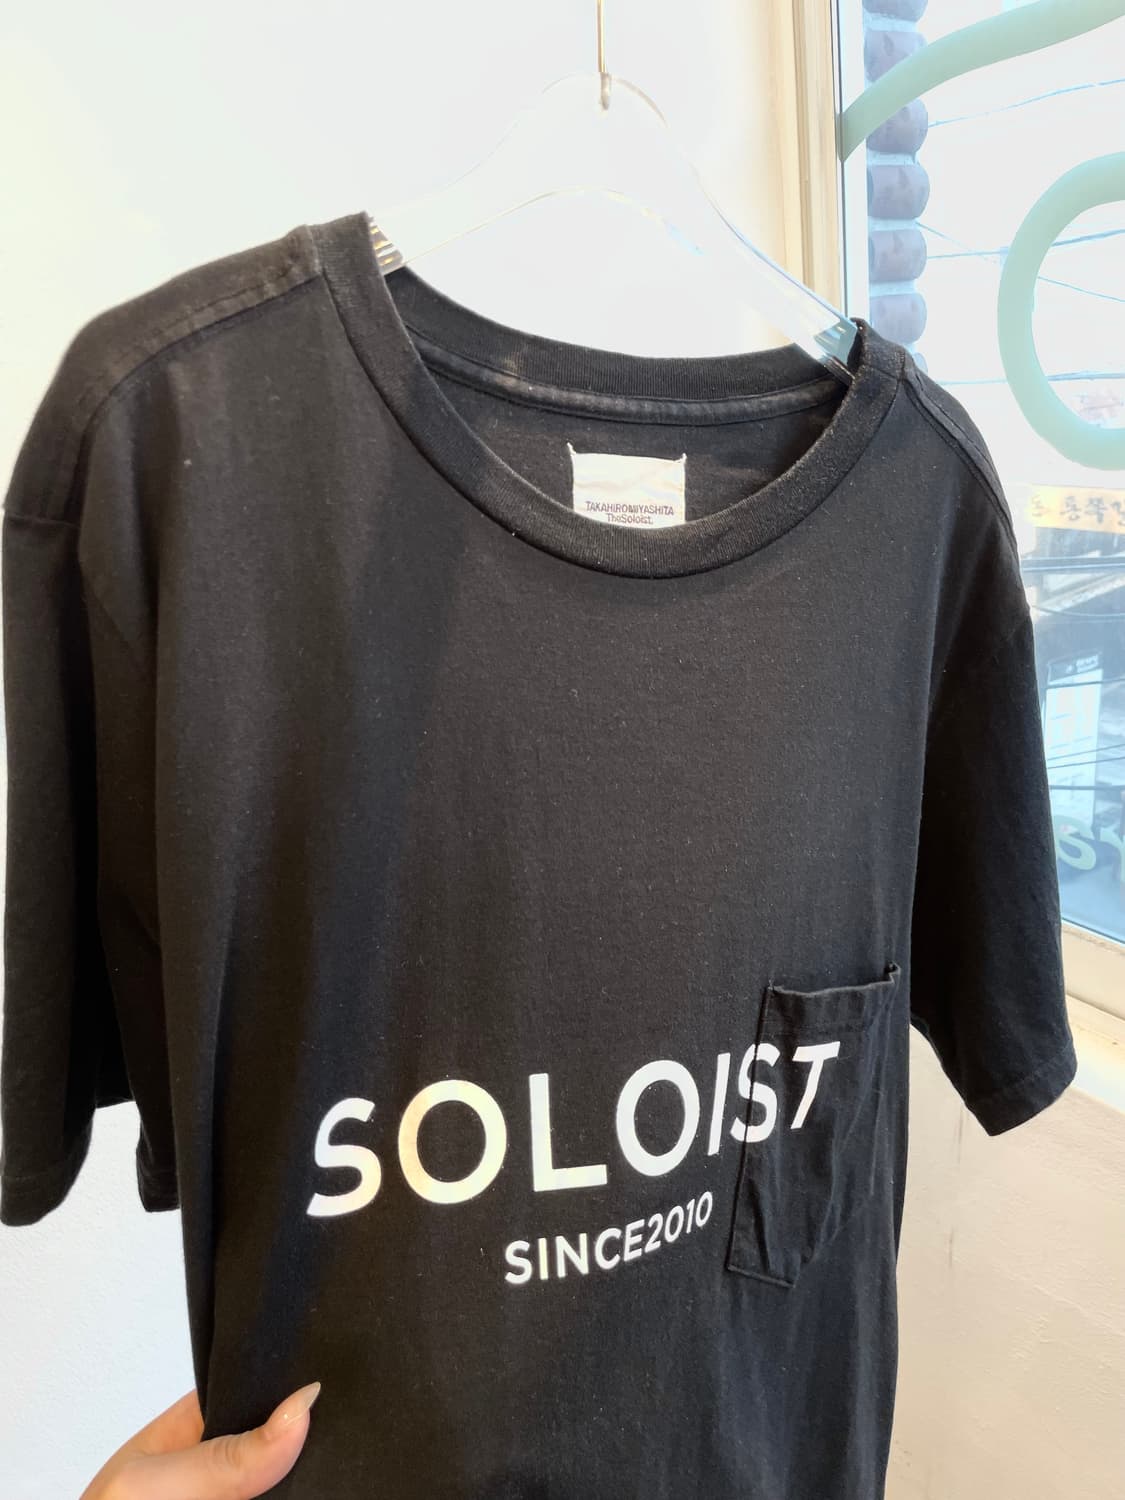 TAKAHIROMIYASHITA
TheSoloist.
SOLOIST
SINCE2010